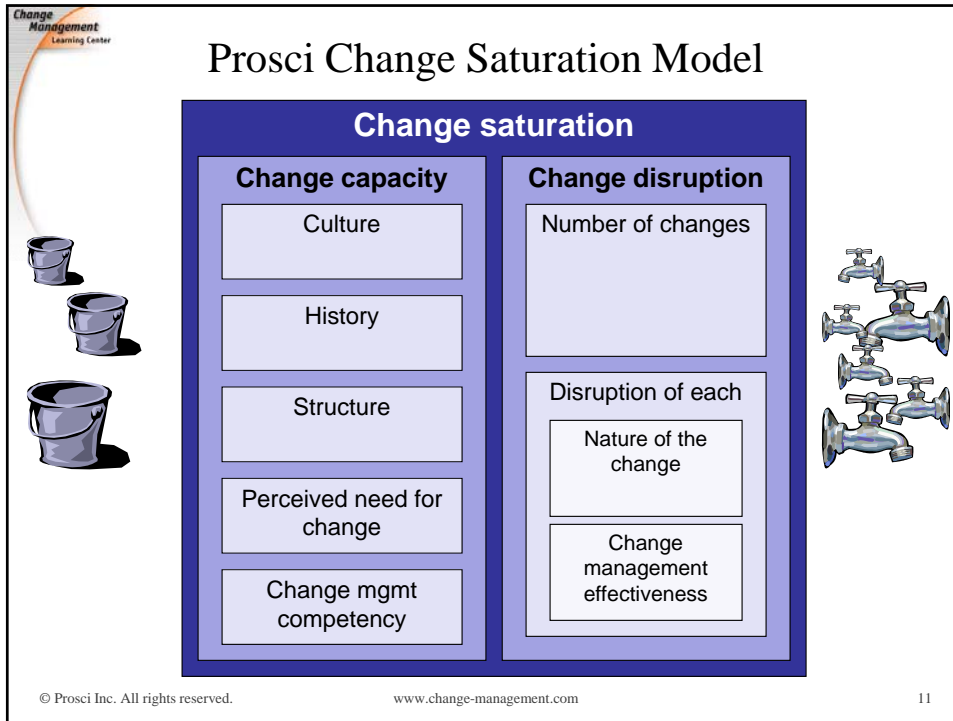 Change
Management
Learning Center
Prosci Change Saturation Model
Change saturation
Change capacity
Culture
History
Structure
Perceived need for
change
Change mgmt
competency
Change disruption
Number of changes
Disruption of each
Nature of the
change
Change
management
effectiveness
© Prosci Inc. All rights reserved.
www.change-management.com
11